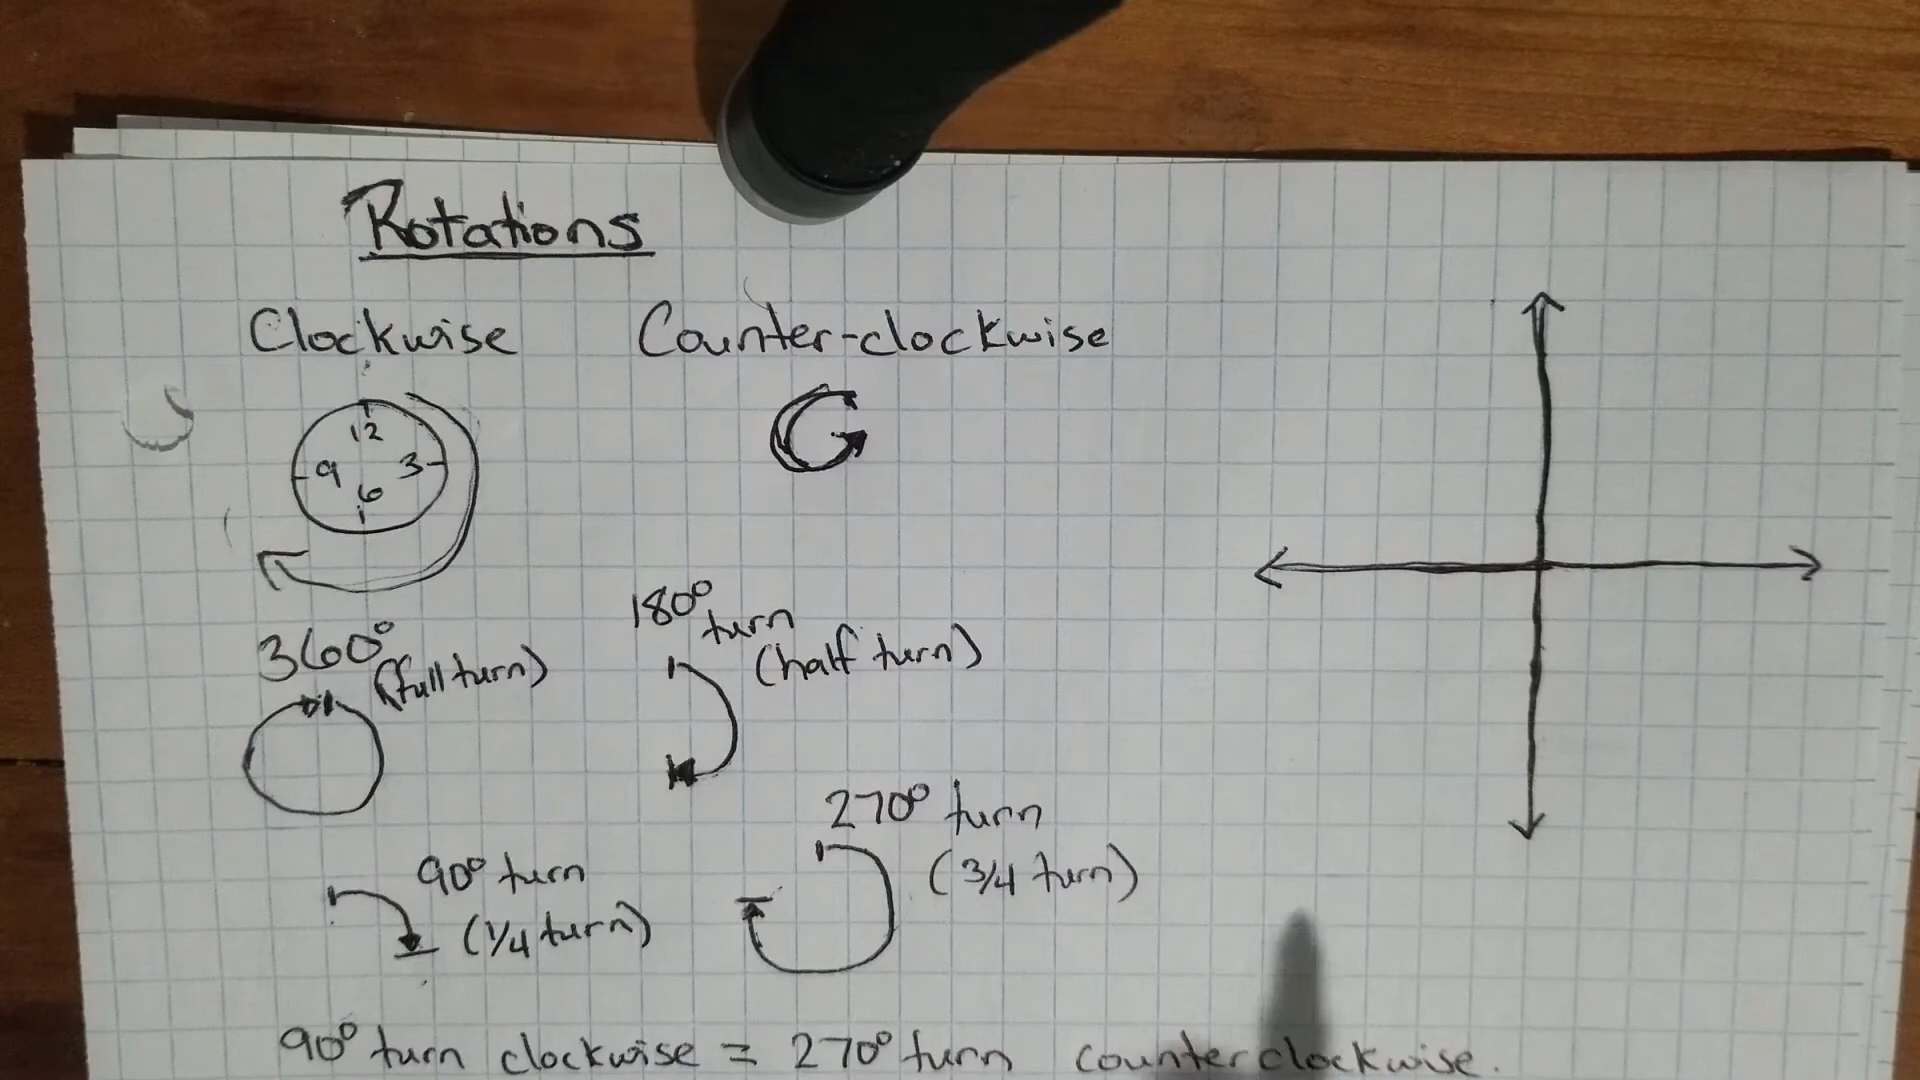 Rotations
Clockwise
Counter-clockwise
12
9 3
6
360°
(full turn)
180°
turn
(half turn)
90° turn
(1/4 turn)
270° turn
(3/4 turn)
90° turn clockwise = 270° turn counterclockwise.